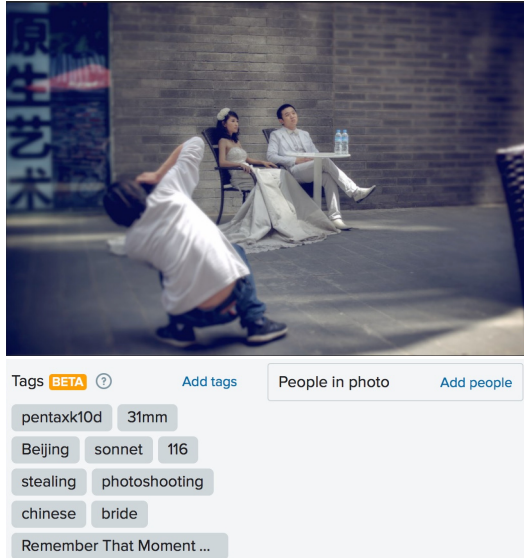 原生艺术
Tags BETA ? Add tags
People in photo Add people
pentaxk10d 31mm
Beijing sonnet 116
stealing photoshooting
chinese bride
Remember That Moment ...